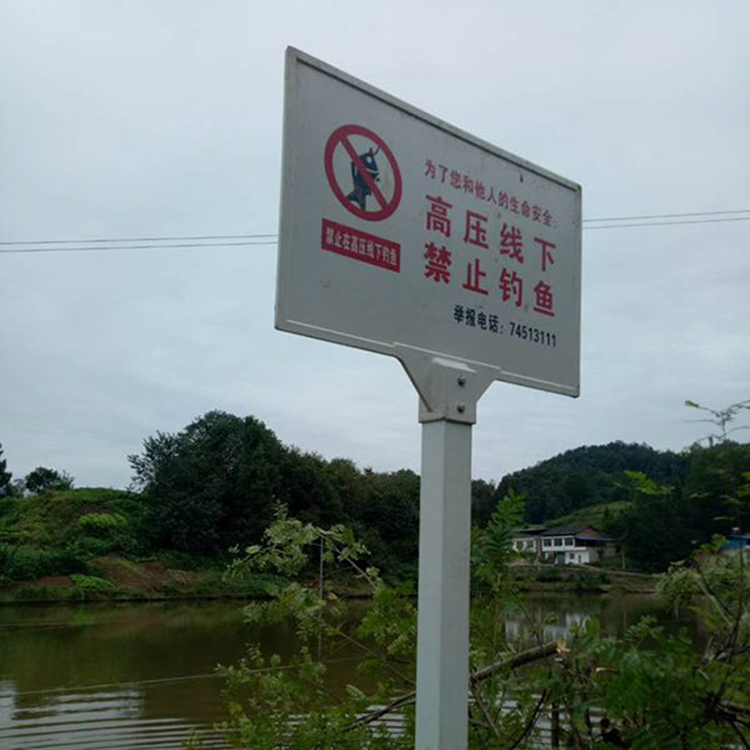 为了您和他人的生命安全:
高压线下
禁止钓鱼
禁止在高压线下钓鱼
举报电话:74513111